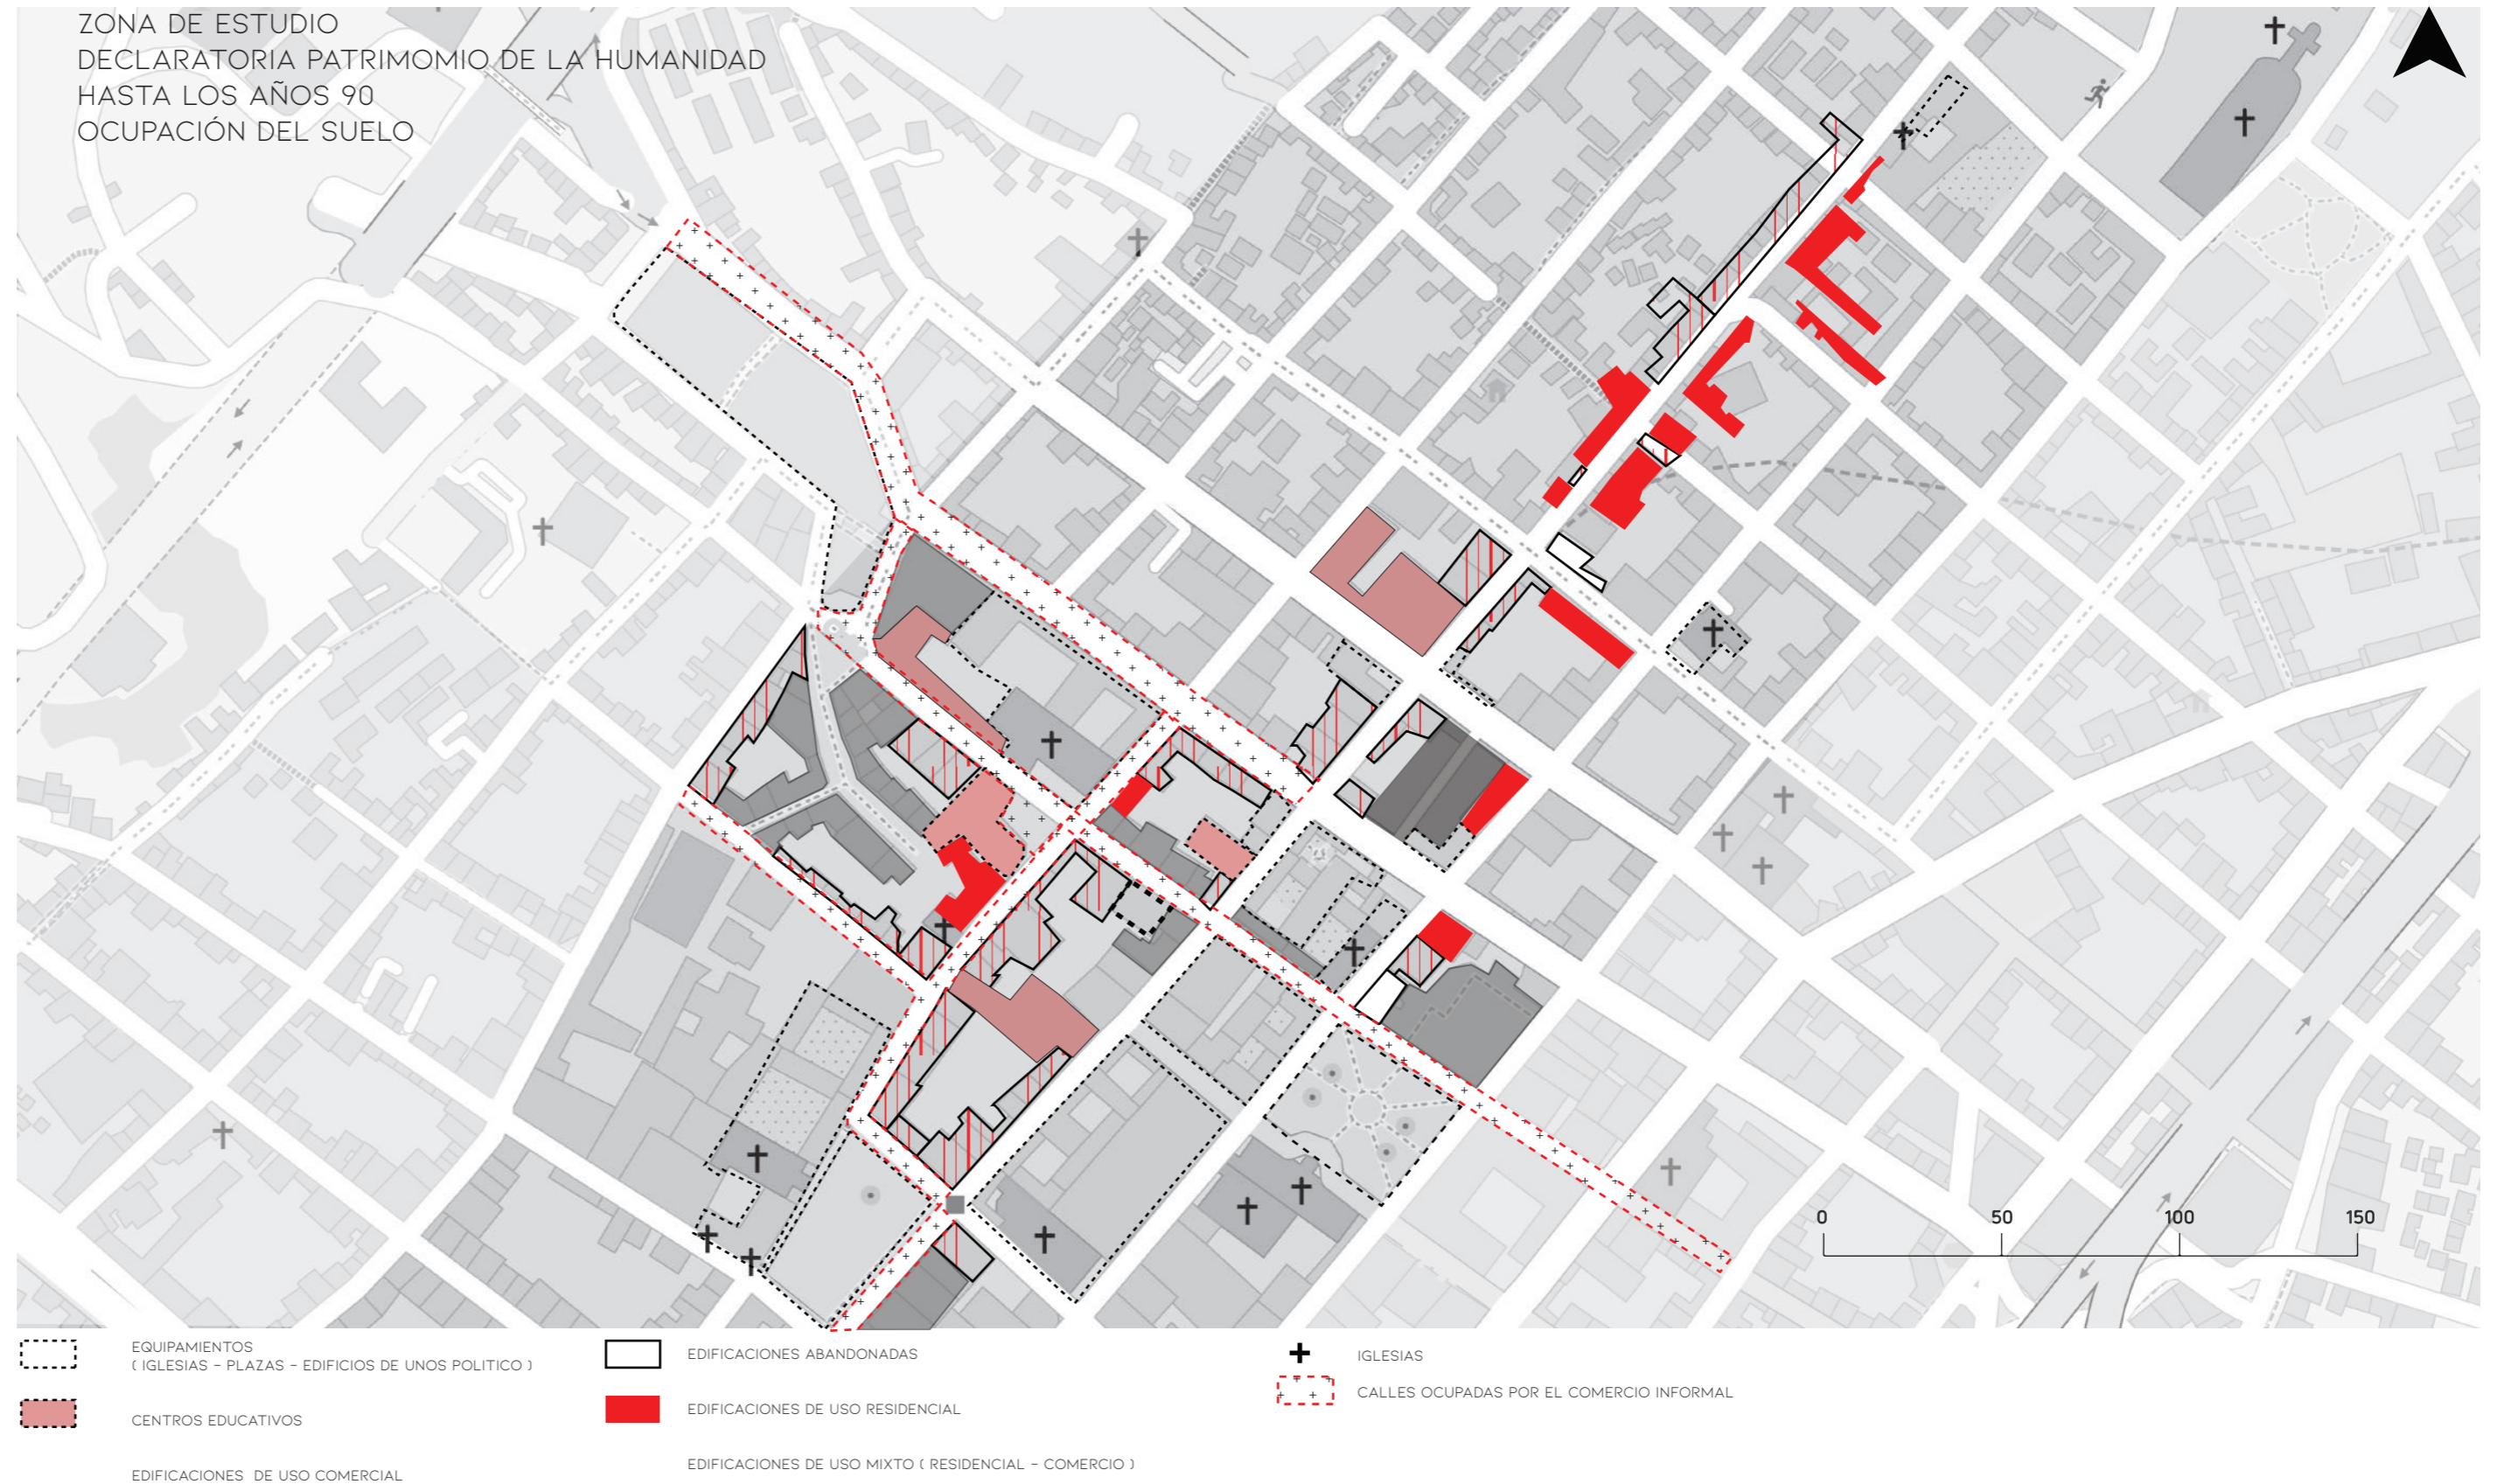 ZONA DE ESTUDIO
DECLARATORIA PATRIMOMIO DE LA HUMANIDAD
HASTA LOS AÑOS 90
OCUPACIÓN DEL SUELO
0 50 100 150
EQUIPAMIENTOS
( IGLESIAS - PLAZAS - EDIFICIOS DE UNOS POLITICO )
CENTROS EDUCATIVOS
EDIFICACIONES DE USO COMERCIAL
EDIFICACIONES ABANDONADAS
EDIFICACIONES DE USO RESIDENCIAL
EDIFICACIONES DE USO MIXTO ( RESIDENCIAL - COMERCIO )
IGLESIAS
CALLES OCUPADAS POR EL COMERCIO INFORMAL